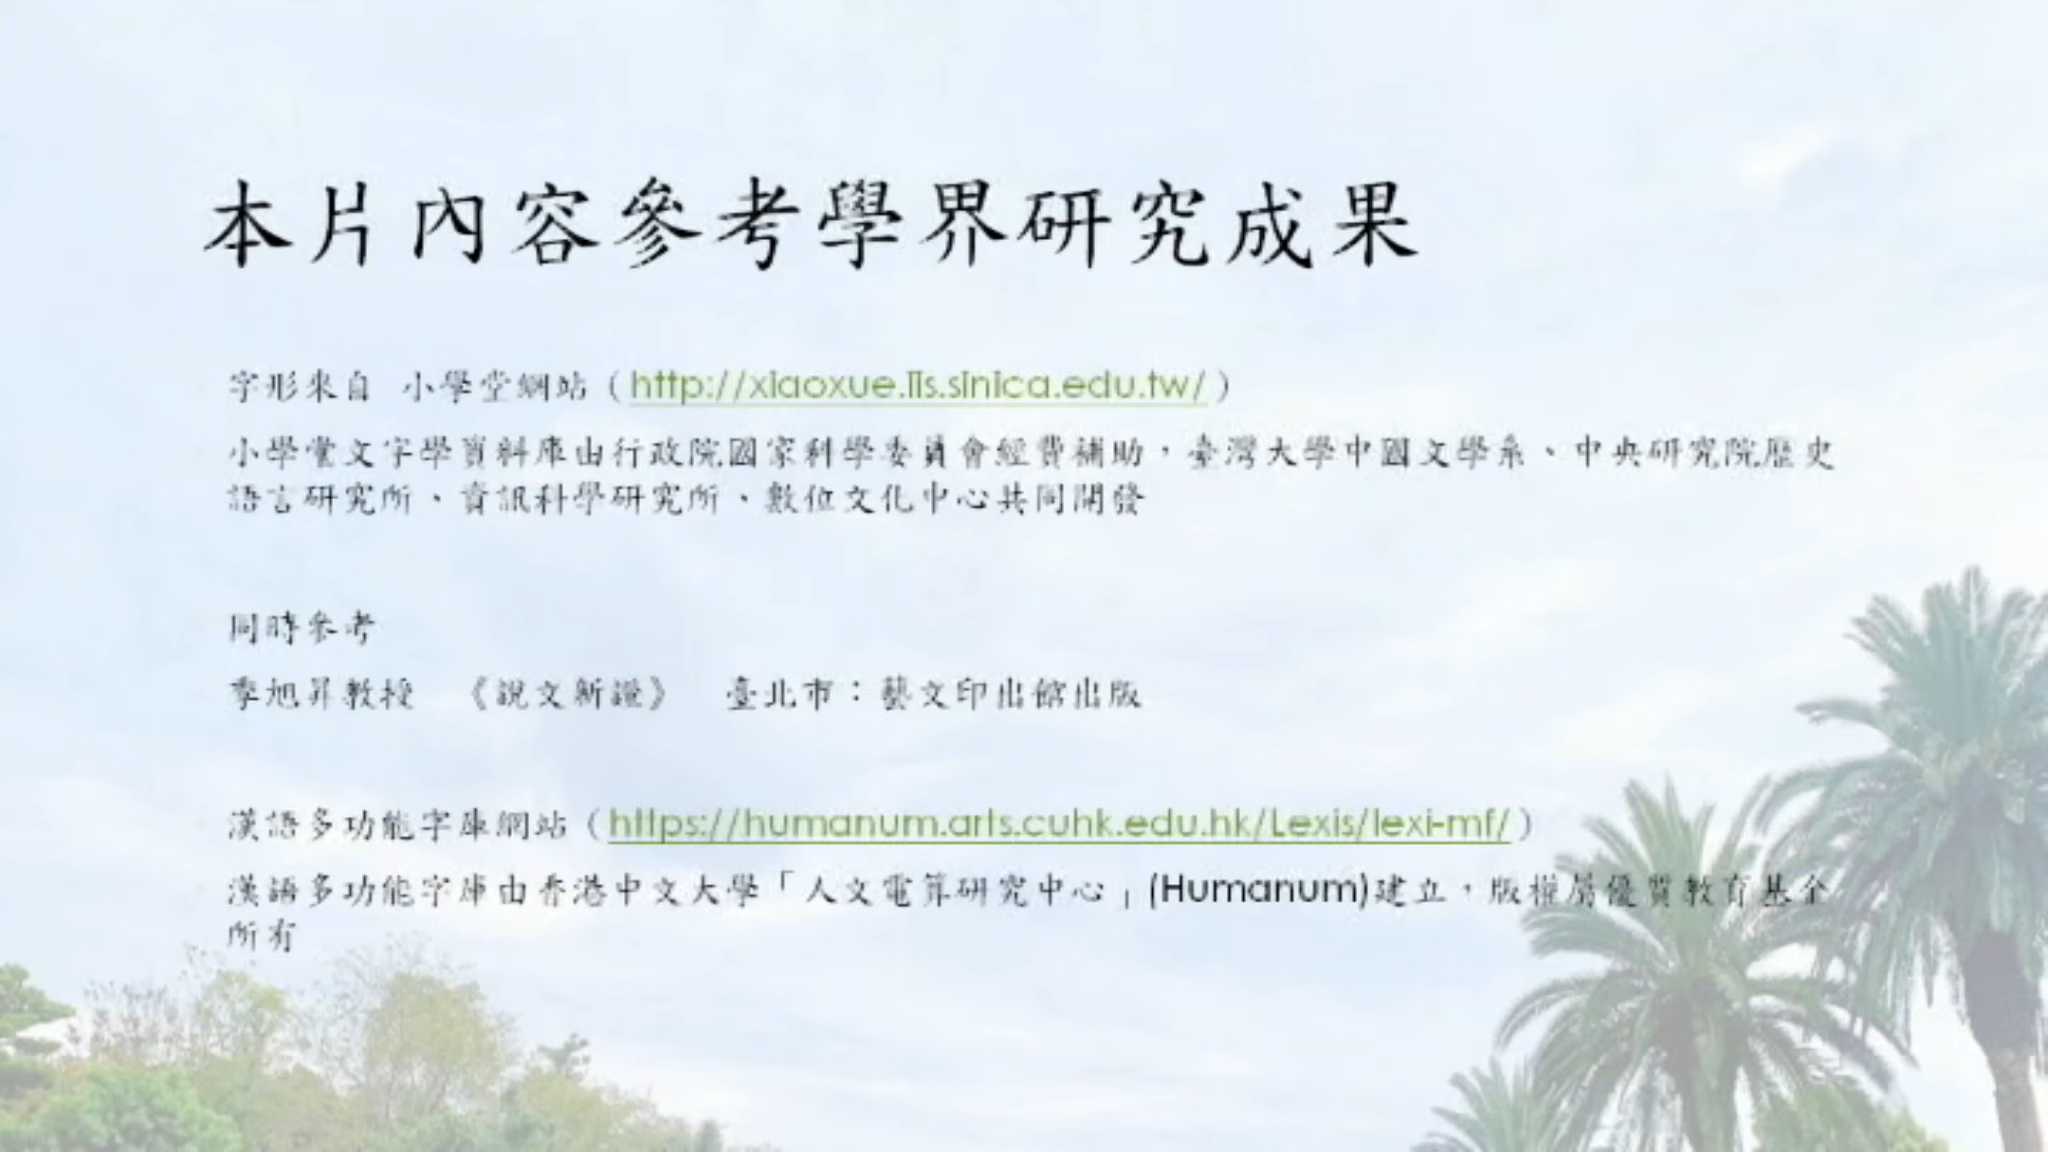 本片內容參考學界研究成果
字形來自 小學堂網站（http://xiaoxue.iis.sinica.edu.tw/）
小學堂文字學資料庫由行政院國家科學委員會經費補助，臺灣大學中國文學系、中央研究院歷史
語言研究所、資訊科學研究所、數位文化中心共同開發
同時參考
季旭昇教授 《說文新證》 臺北市：藝文印書館出版
漢語多功能字庫網站（https://humanum.arts.cuhk.edu.hk/Lexis/lexi-mf/）
漢語多功能字庫由香港中文大學「人文電算研究中心」(Humanum)建立，版權屬優質教育基金
所有